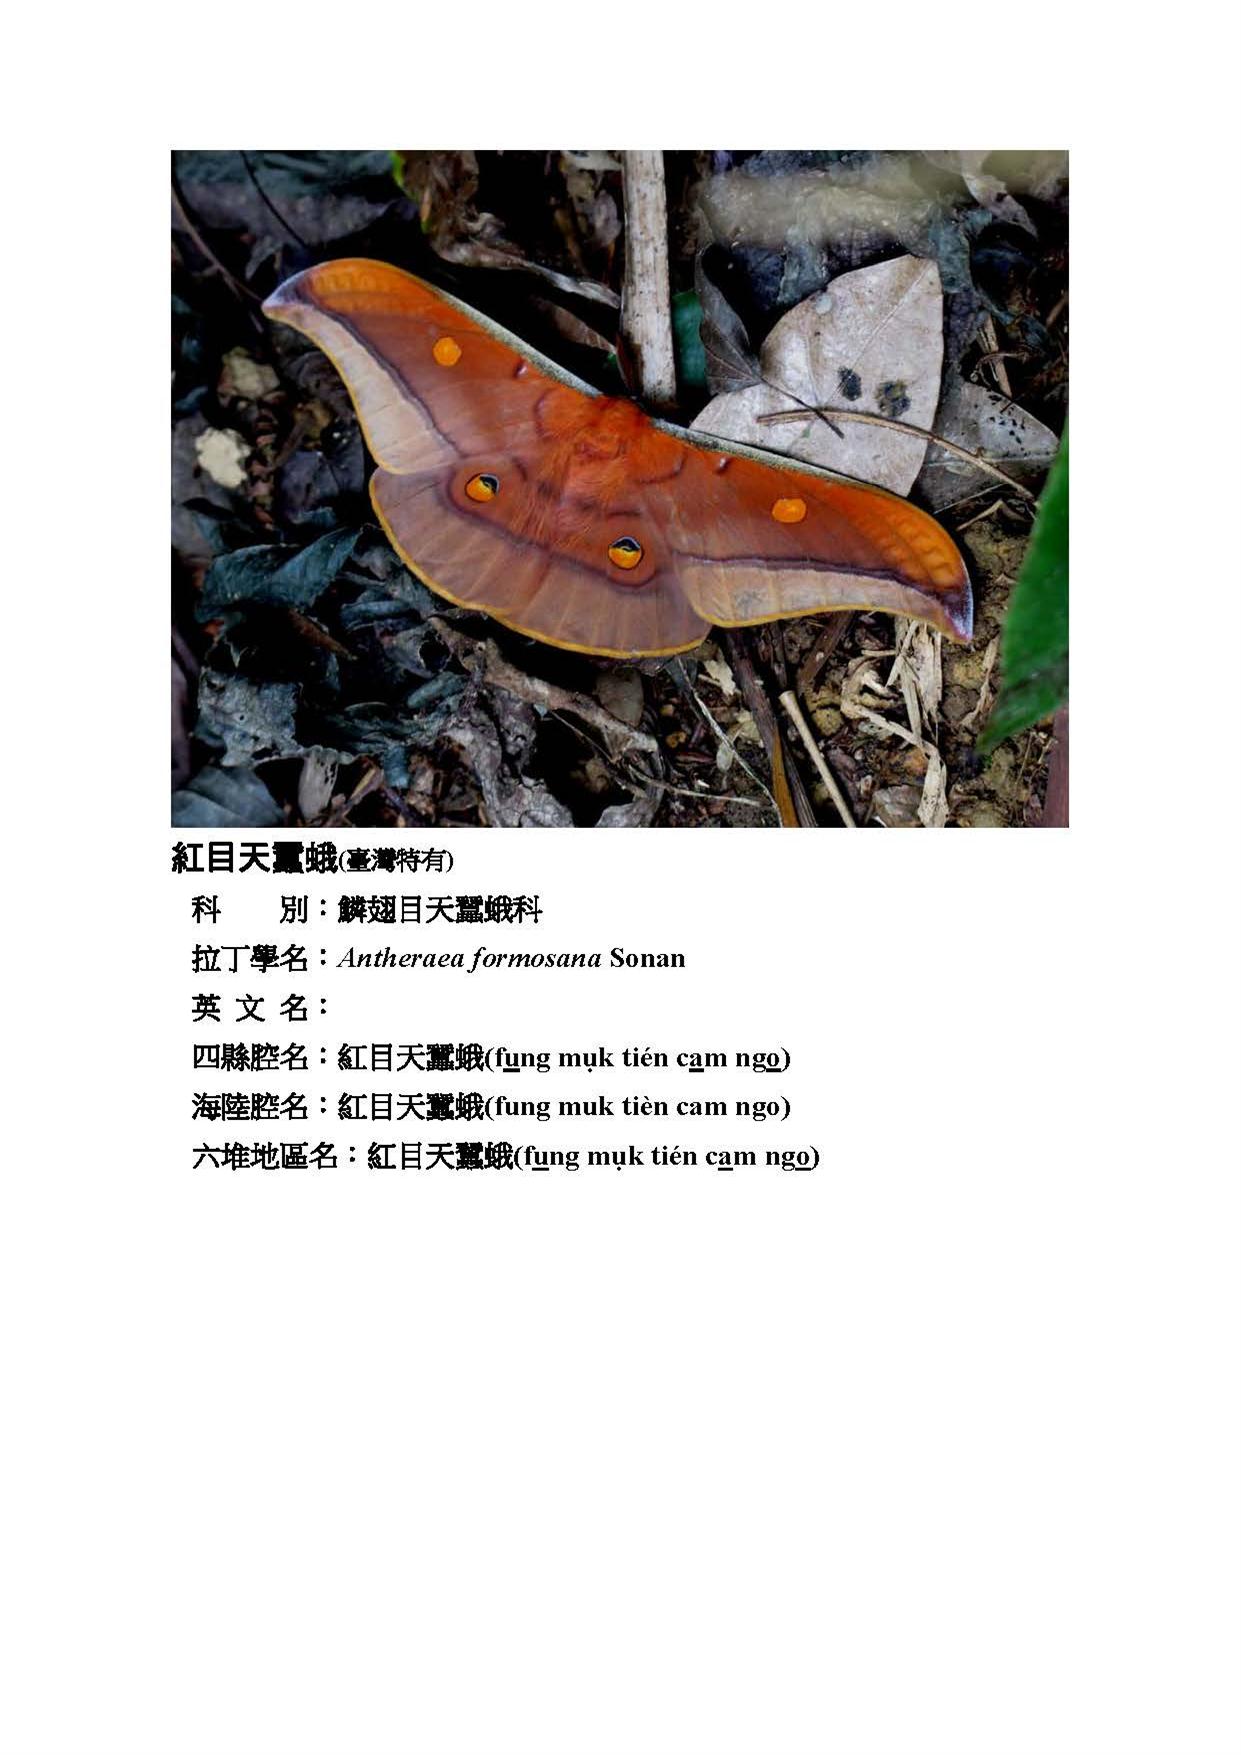 紅目天蠶蛾(臺灣特有)
科　　別：鱗翅目天蠶蛾科
拉丁學名：Antheraea formosana Sonan
英 文 名：
四縣腔名：紅目天蠶蛾(fu̲ng mụk tién ca̲m ngo̲)
海陸腔名：紅目天蠶蛾(fung muk tièn cam ngo)
六堆地區名：紅目天蠶蛾(fu̲ng mụk tién ca̲m ngo̲)